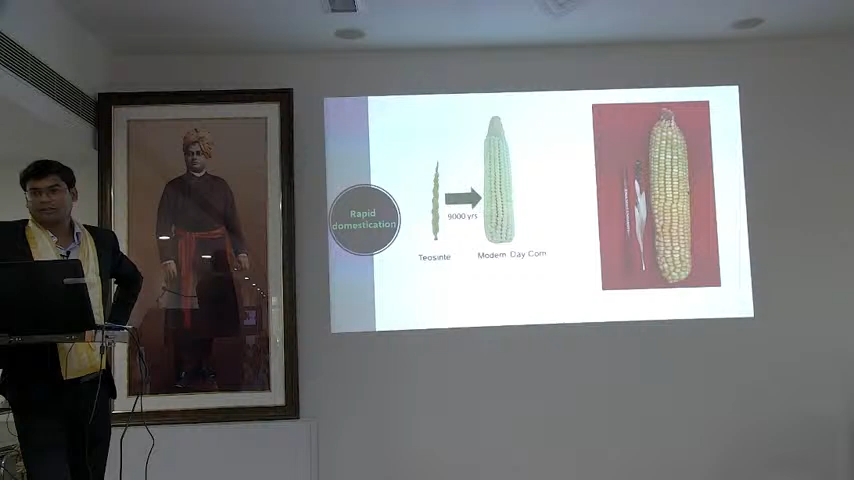 Rapid
domestication
9000 yrs
Teosinte
Modern Day Corn